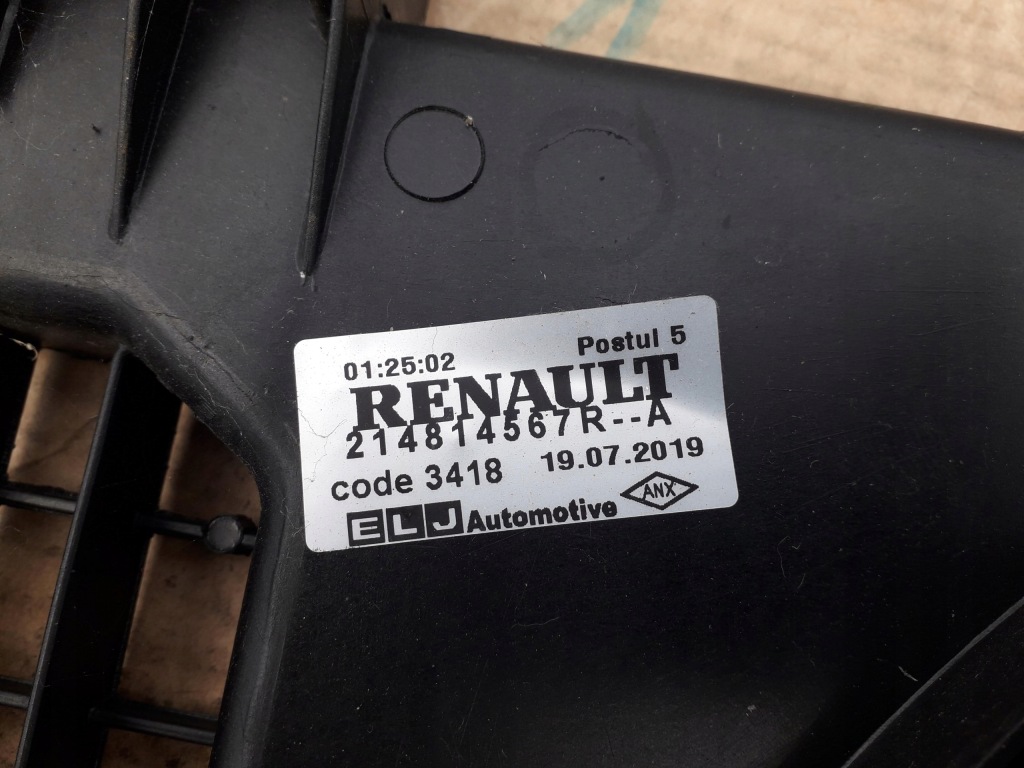 01:25:02 Postul 5
RENAULT
214814567R--A
code 3418 19.07.2019
ELJ Automotive ANX